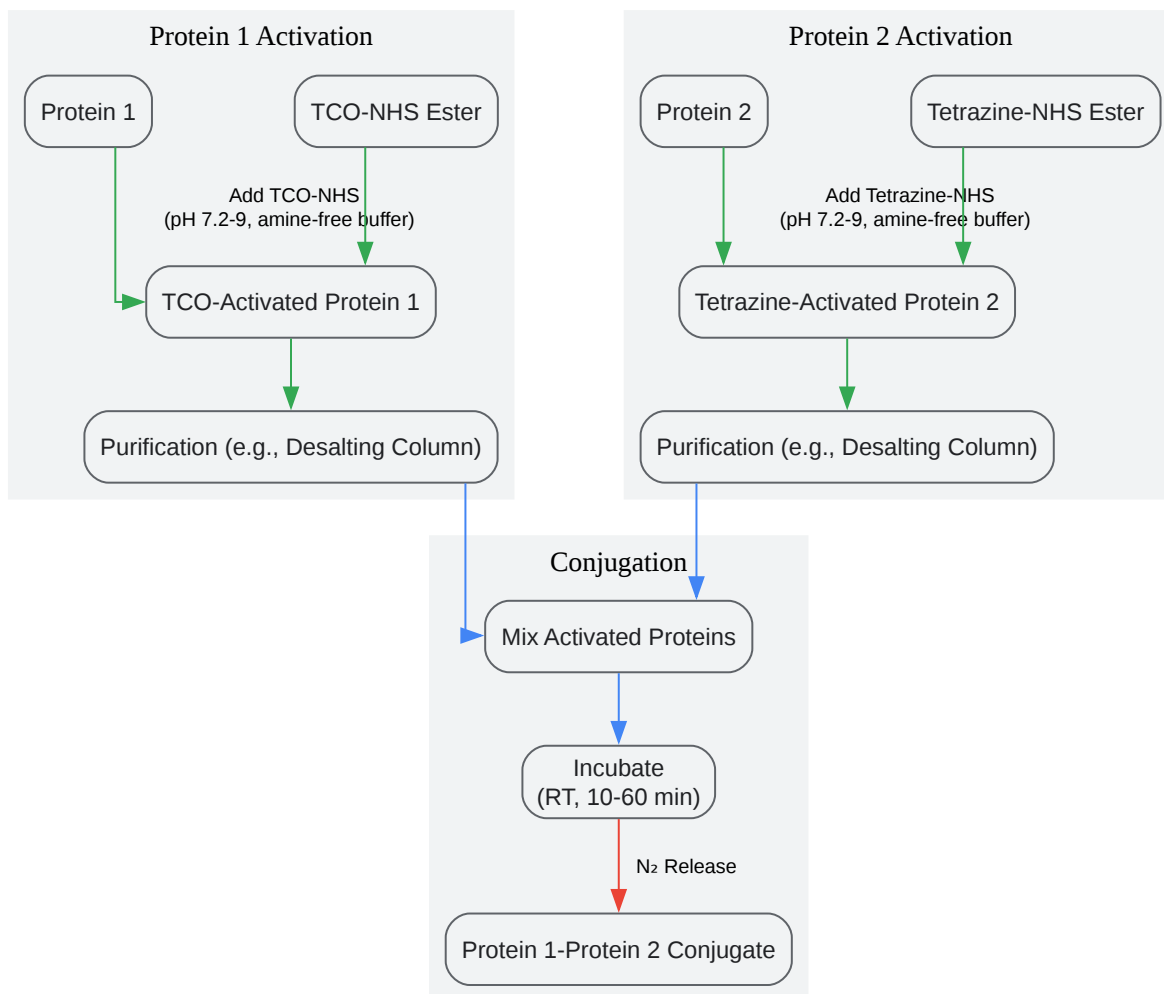 Protein 1 Activation
Protein 1
TCO-NHS Ester
Add TCO-NHS
(pH 7.2-9, amine-free buffer)
TCO-Activated Protein 1
Purification (e.g., Desalting Column)
Protein 2 Activation
Protein 2
Tetrazine-NHS Ester
Add Tetrazine-NHS
(pH 7.2-9, amine-free buffer)
Tetrazine-Activated Protein 2
Purification (e.g., Desalting Column)
Conjugation
Mix Activated Proteins
Incubate
(RT, 10-60 min)
N₂ Release
Protein 1-Protein 2 Conjugate